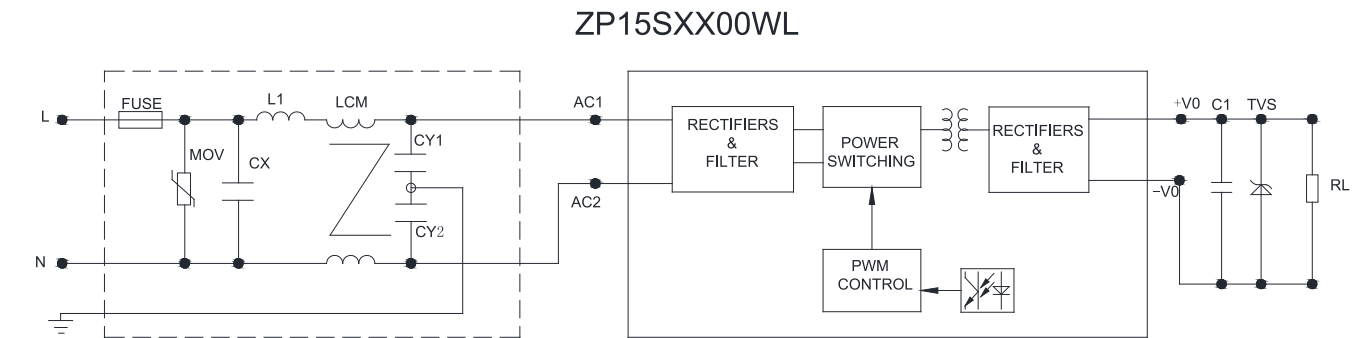 ZP15SXX00WL
FUSE
L1
LCM
AC1
+V0
C1
TVS
L
RECTIFIERS
&
FILTER
POWER
SWITCHING
RECTIFIERS
&
FILTER
CY1
MOV
CX
AC2
-V0
RL
CY2
N
PWM
CONTROL